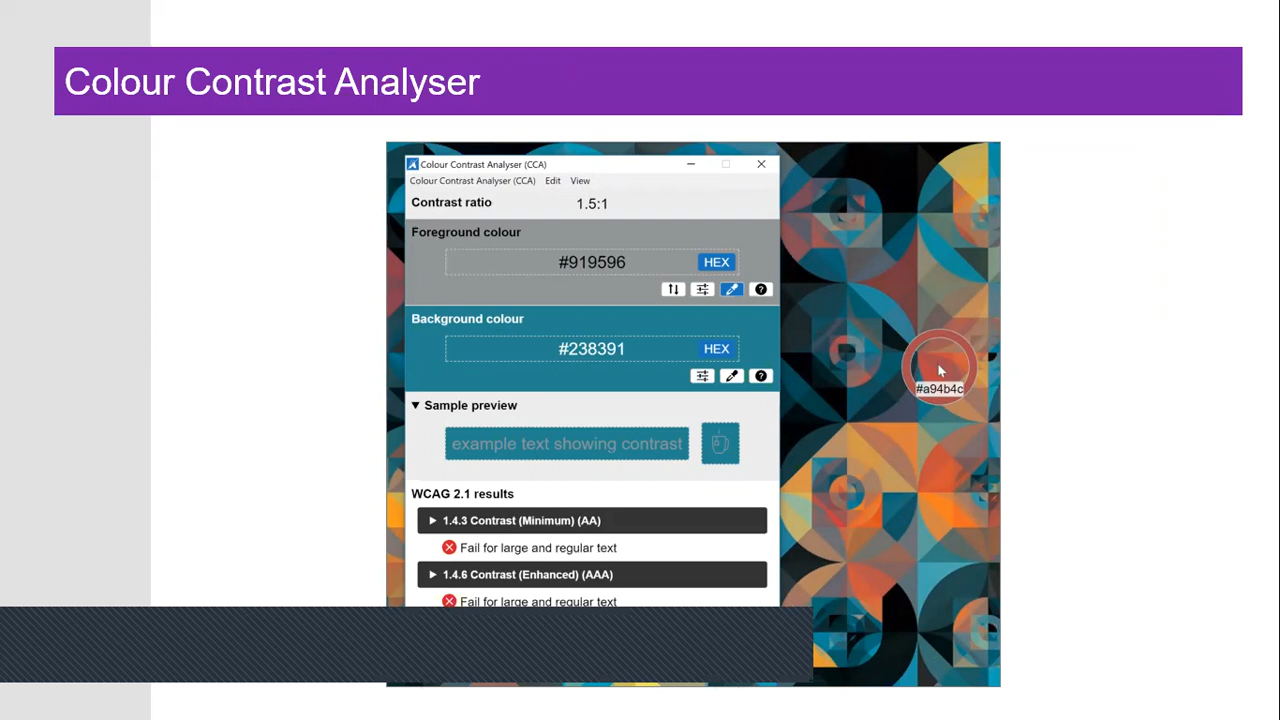 Colour Contrast Analyser
Colour Contrast Analyser (CCA)
Colour Contrast Analyser (CCA) Edit View
Contrast ratio 1.5:1
Foreground colour
#919596 HEX
Background colour
#238391 HEX
#a94b4c
Sample preview
example text showing contrast
WCAG 2.1 results
1.4.3 Contrast (Minimum) (AA)
Fail for large and regular text
1.4.6 Contrast (Enhanced) (AAA)
Fail for large and regular text